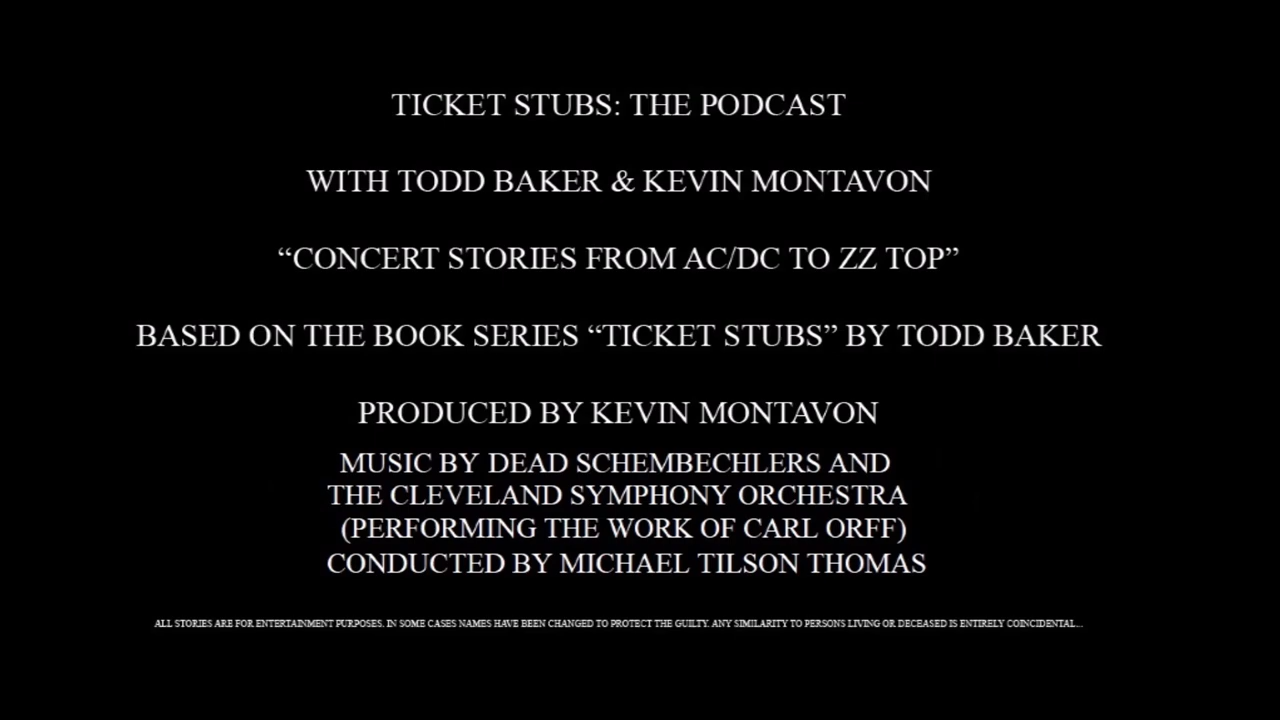 TICKET STUBS: THE PODCAST
WITH TODD BAKER & KEVIN MONTAVON
“CONCERT STORIES FROM AC/DC TO ZZ TOP”
BASED ON THE BOOK SERIES “TICKET STUBS” BY TODD BAKER
PRODUCED BY KEVIN MONTAVON
MUSIC BY DEAD SCHEMBECHLERS AND
THE CLEVELAND SYMPHONY ORCHESTRA
(PERFORMING THE WORK OF CARL ORFF)
CONDUCTED BY MICHAEL TILSON THOMAS
ALL STORIES ARE FOR ENTERTAINMENT PURPOSES. IN SOME CASES NAMES HAVE BEEN CHANGED TO PROTECT THE GUILTY. ANY SIMILARITY TO PERSONS LIVING OR DECEASED IS ENTIRELY COINCIDENTAL...